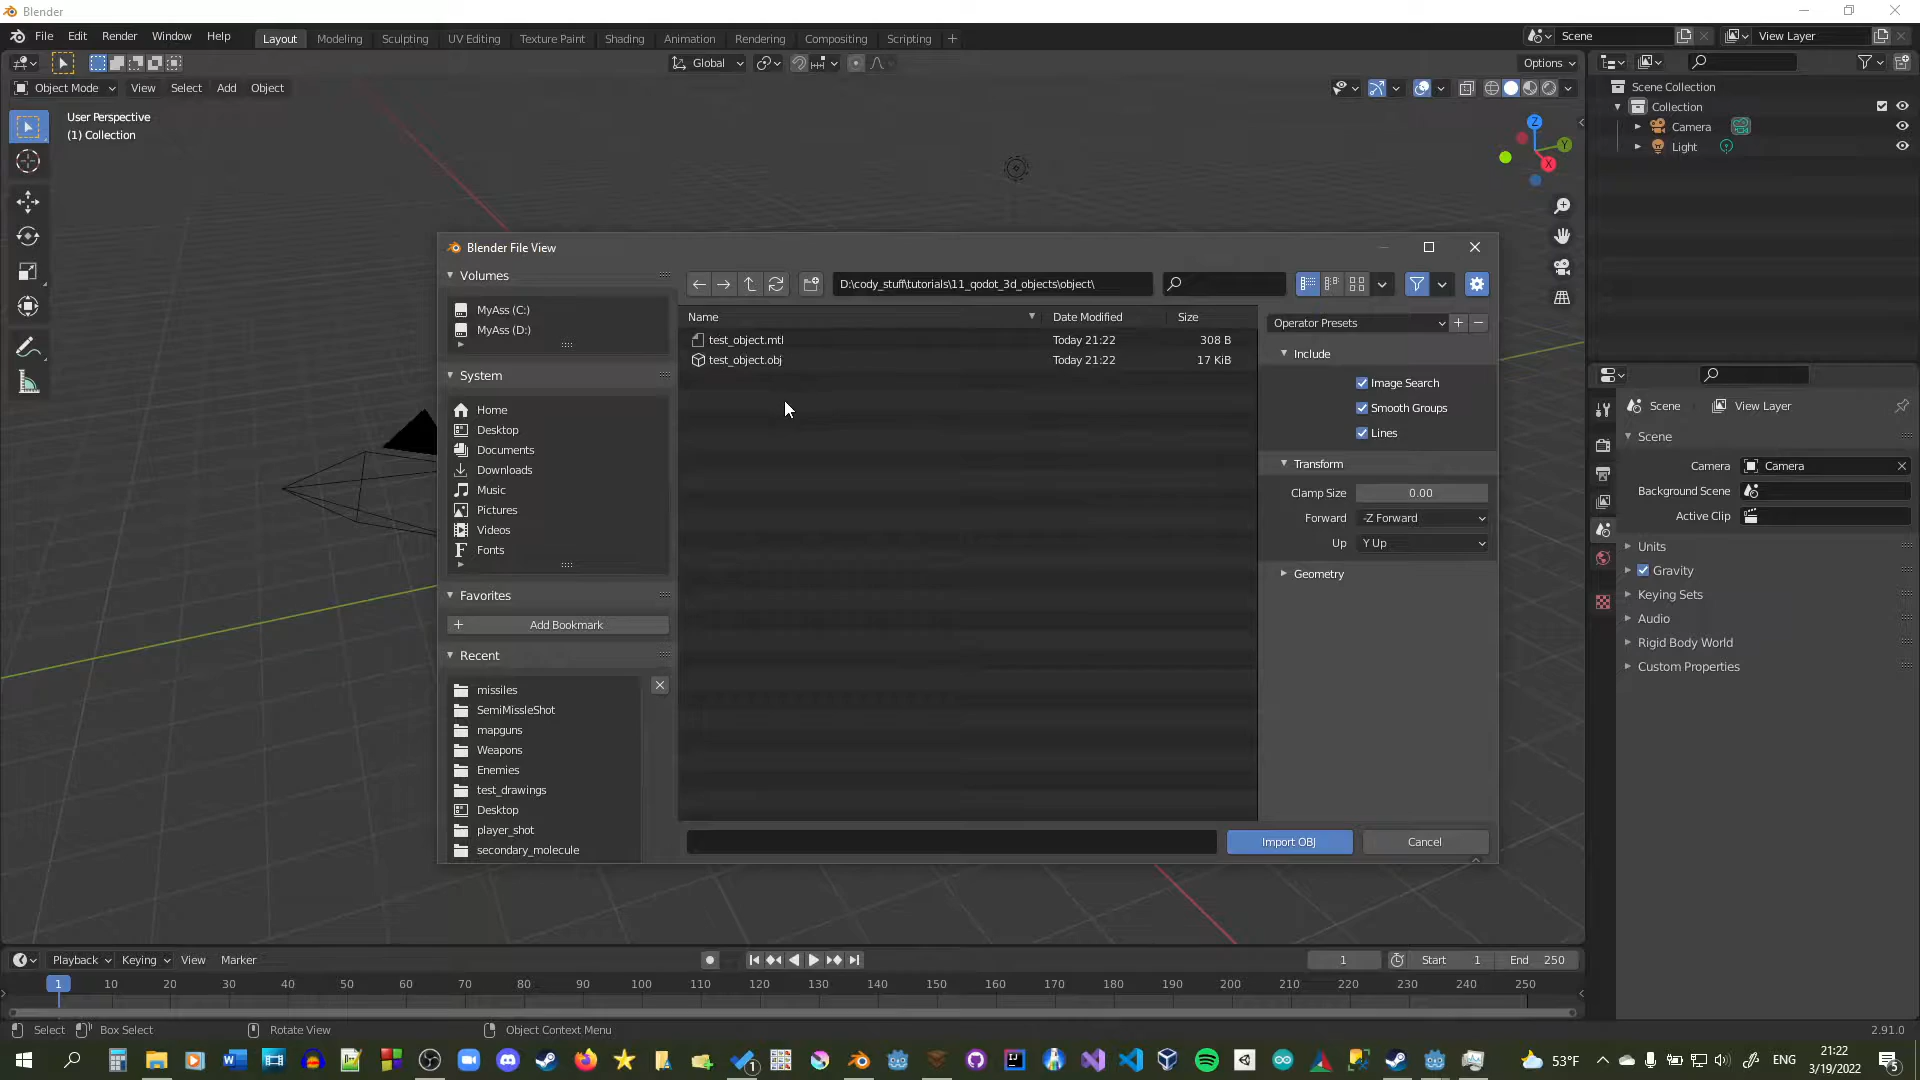 Blender
File Edit Render Window Help
Layout Modeling Sculpting UV Editing Texture Paint Shading Animation Rendering Compositing Scripting +
Scene View Layer
Global Options
Object Mode View Select Add Object
User Perspective
(1) Collection
Z
Y
X
Scene Collection
Collection
Camera
Light
Blender File View
Volumes
MyAss (C:)
MyAss (D:)
System
Home
Desktop
Documents
Downloads
Music
Pictures
Videos
Fonts
Favorites
+ Add Bookmark
Recent
missiles
SemiMissleShot
mapguns
Weapons
Enemies
test_drawings
Desktop
player_shot
secondary_molecule
D:\cody_stuff\tutorials\11_qodot_3d_objects\object\
Name Date Modified Size
test_object.mtl Today 21:22 308 B
test_object.obj Today 21:22 17 KiB
Operator Presets
Include
Image Search
Smooth Groups
Lines
Transform
Clamp Size 0.00
Forward -Z Forward
Up Y Up
Geometry
Import OBJ Cancel
Scene View Layer
Scene
Camera Camera
Background Scene
Active Clip
Units
Gravity
Keying Sets
Audio
Rigid Body World
Custom Properties
Playback Keying View Marker
1 Start 1 End 250
1 10 20 30 40 50 60 70 80 90 100 110 120 130 140 150 160 170 180 190 200 210 220 230 240 250
Select Box Select Rotate View Object Context Menu 2.91.0
1
53°F ENG
21:22
3/19/2022
5